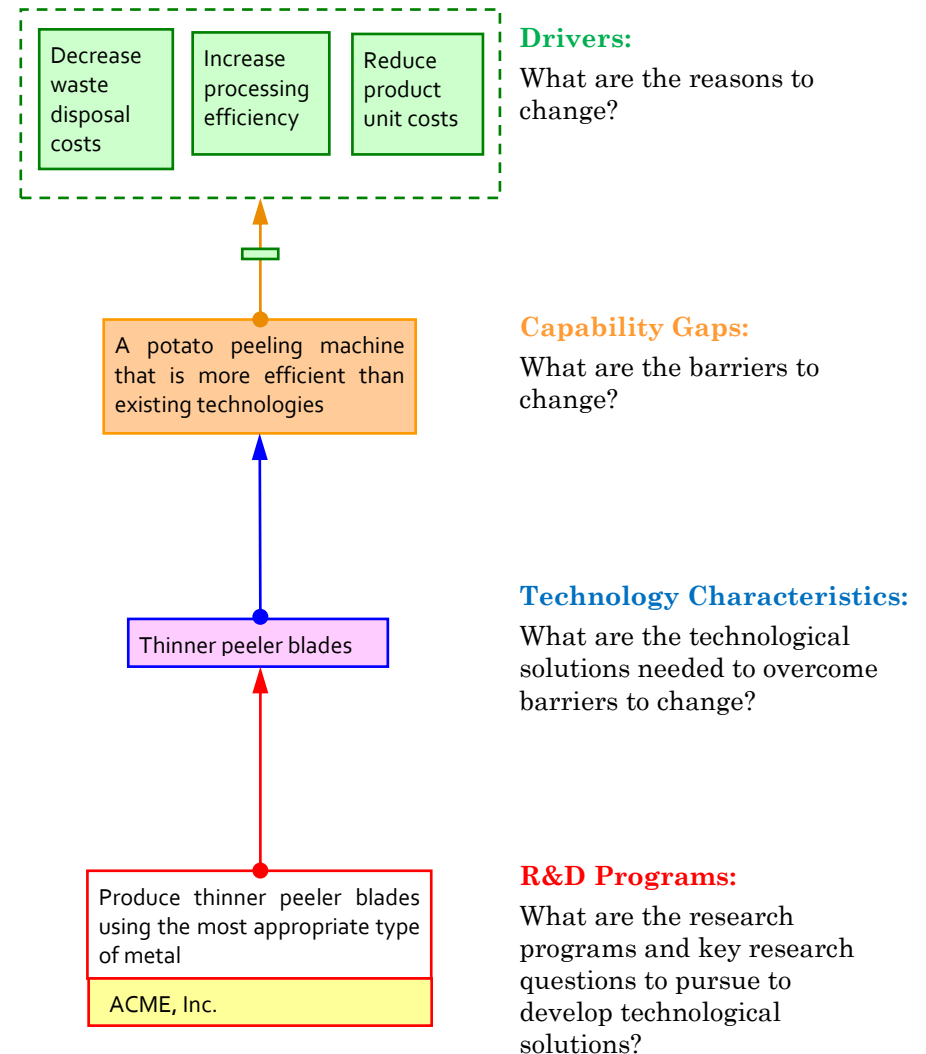 Decrease
waste
disposal
costs
Increase
processing
efficiency
Reduce
product
unit costs
Drivers:
What are the reasons to
change?
A potato peeling machine
that is more efficient than
existing technologies
Capability Gaps:
What are the barriers to
change?
Thinner peeler blades
Technology Characteristics:
What are the technological
solutions needed to overcome
barriers to change?
Produce thinner peeler blades
using the most appropriate type
of metal
ACME, Inc.
R&D Programs:
What are the research
programs and key research
questions to pursue to
develop technological
solutions?